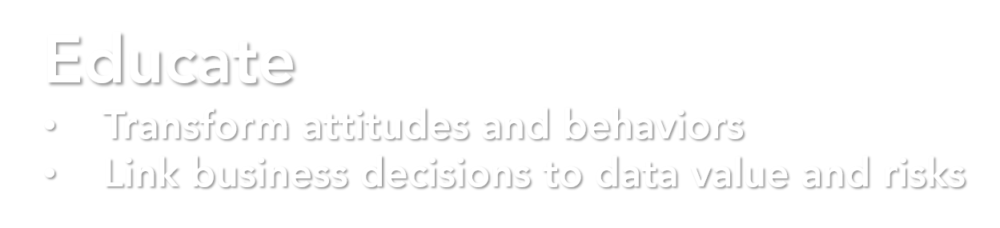 Educate
• Transform attitudes and behaviors
• Link business decisions to data value and risks